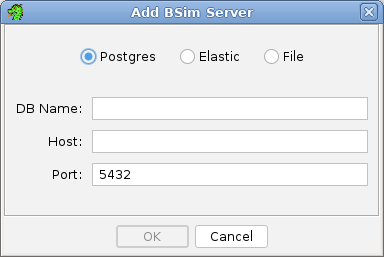 Add BSim Server
Postgres Elastic File
DB Name:
Host:
Port: 5432
OK Cancel